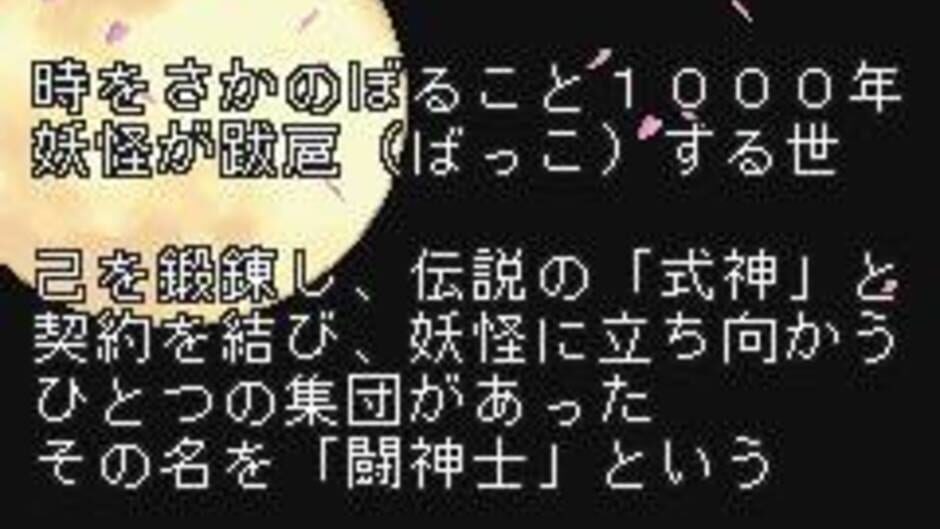 時をさかのぼること１０００年
妖怪が跋扈（ばっこ）する世
己を鍛錬し、伝説の「式神」と
契約を結び、妖怪に立ち向かう
ひとつの集団があった
その名を「闘神士」という